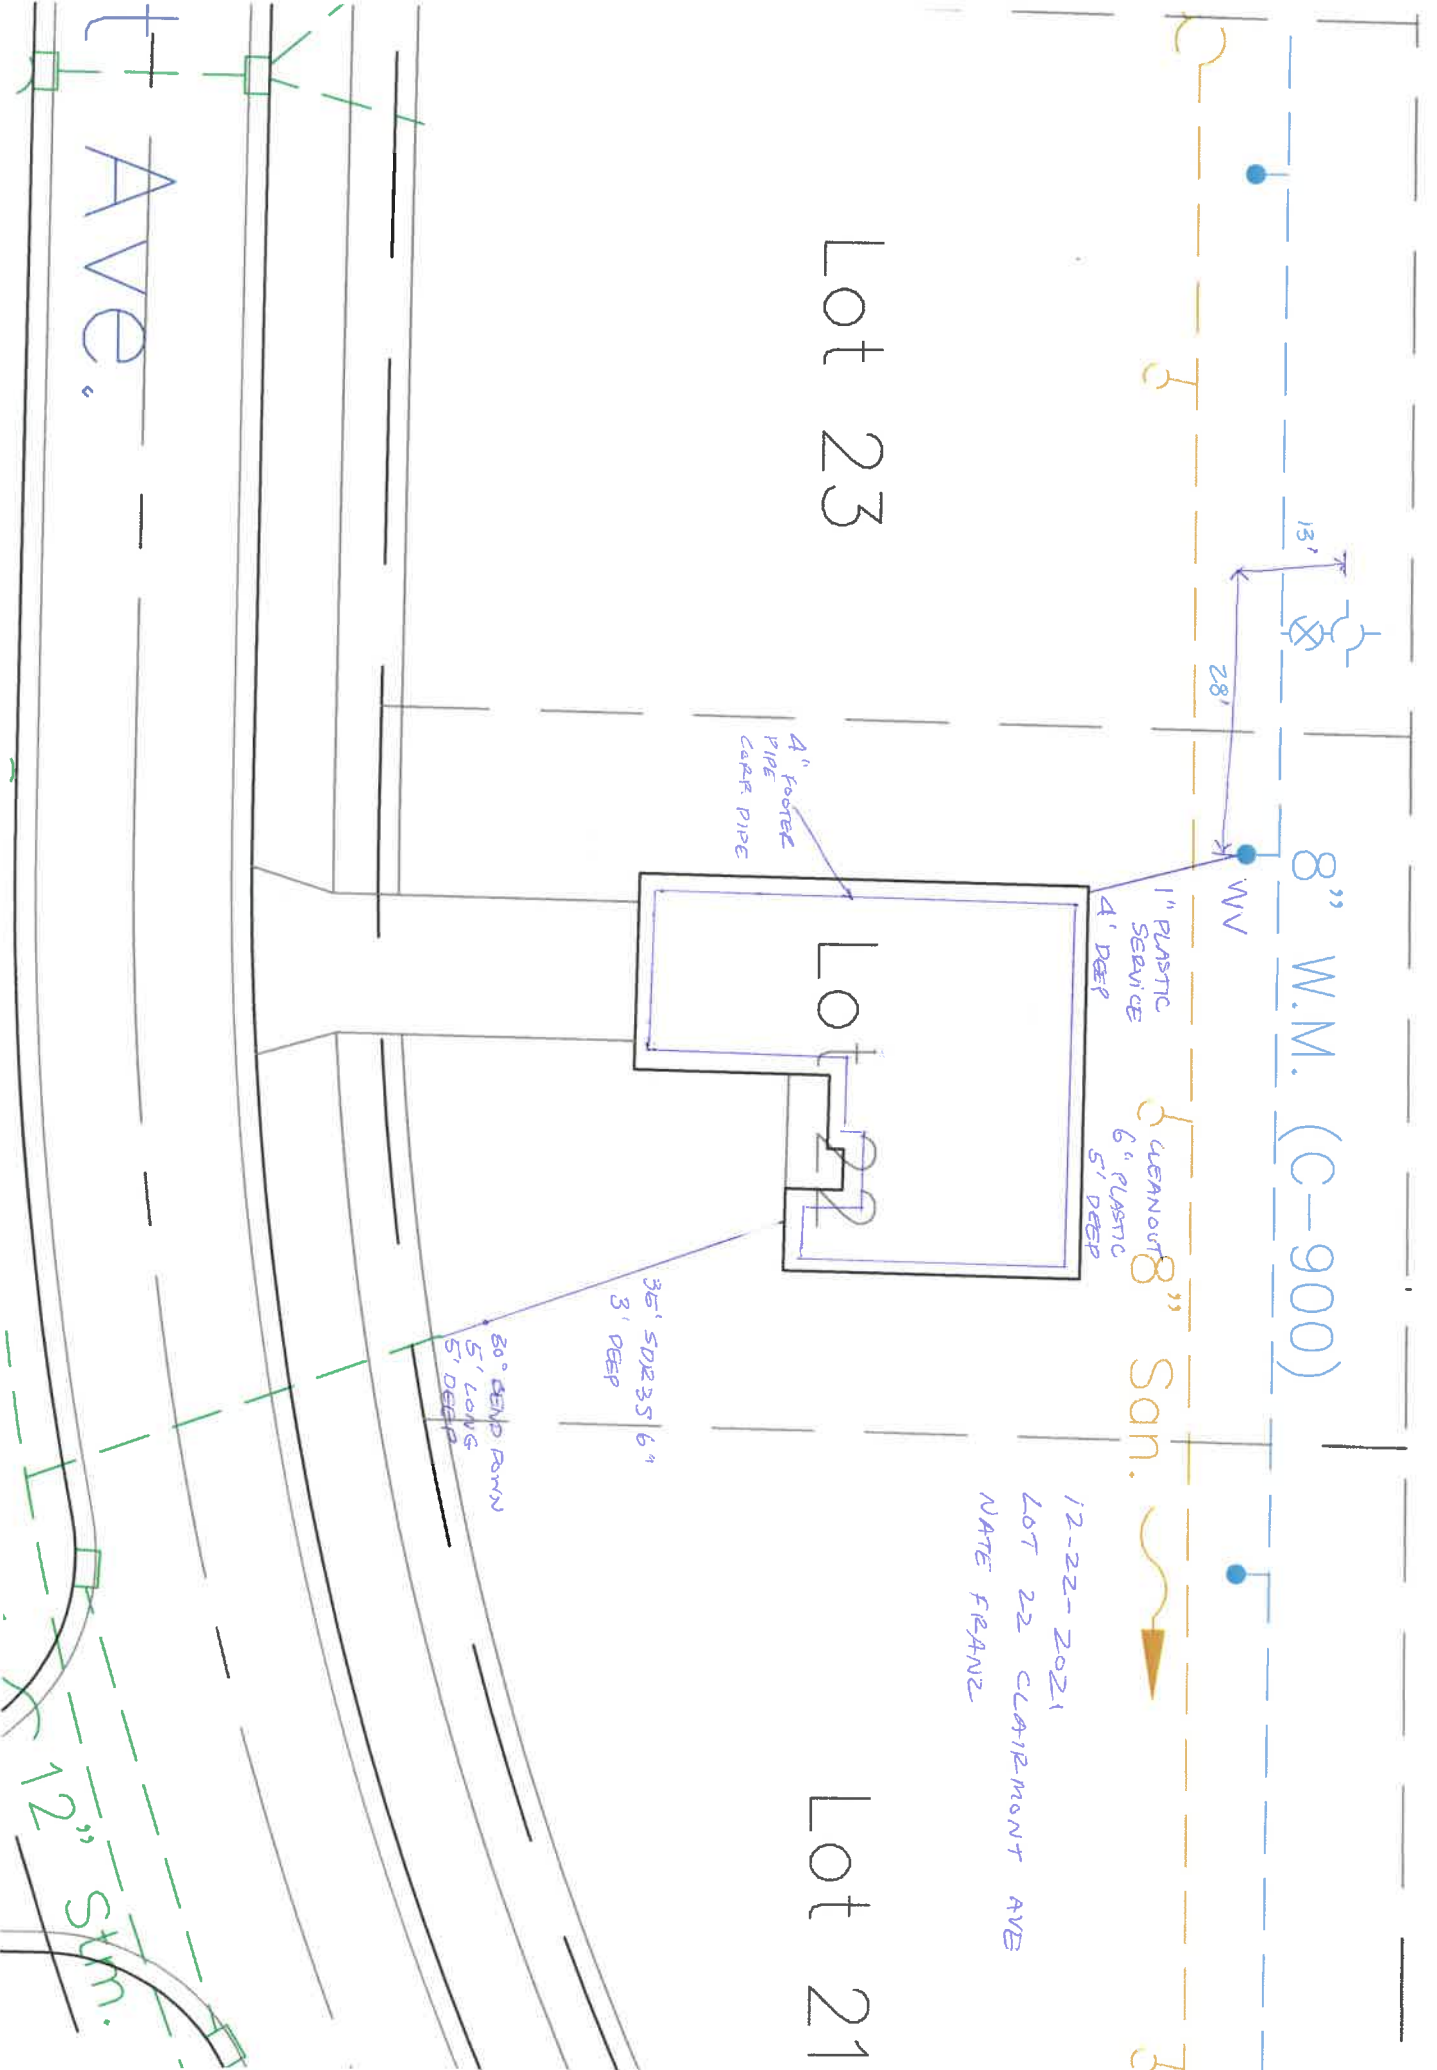 t Ave.
Lot 23
13'
28'
8" W.M. (C-900)
WV
1" PLASTIC
SERVICE
4' DEEP
CLEANOUT
6" PLASTIC
5' DEEP
8" San.
4" FOOTER
PIPE
CORR. PIPE
Lot 22
36' SDR35 6"
3' DEEP
80° BEND DOWN
5' LONG
5' DEEP
12-22-2021
LOT 22 CLAIRMONT AVE
NATE FRANZ
Lot 21
12" Stm.